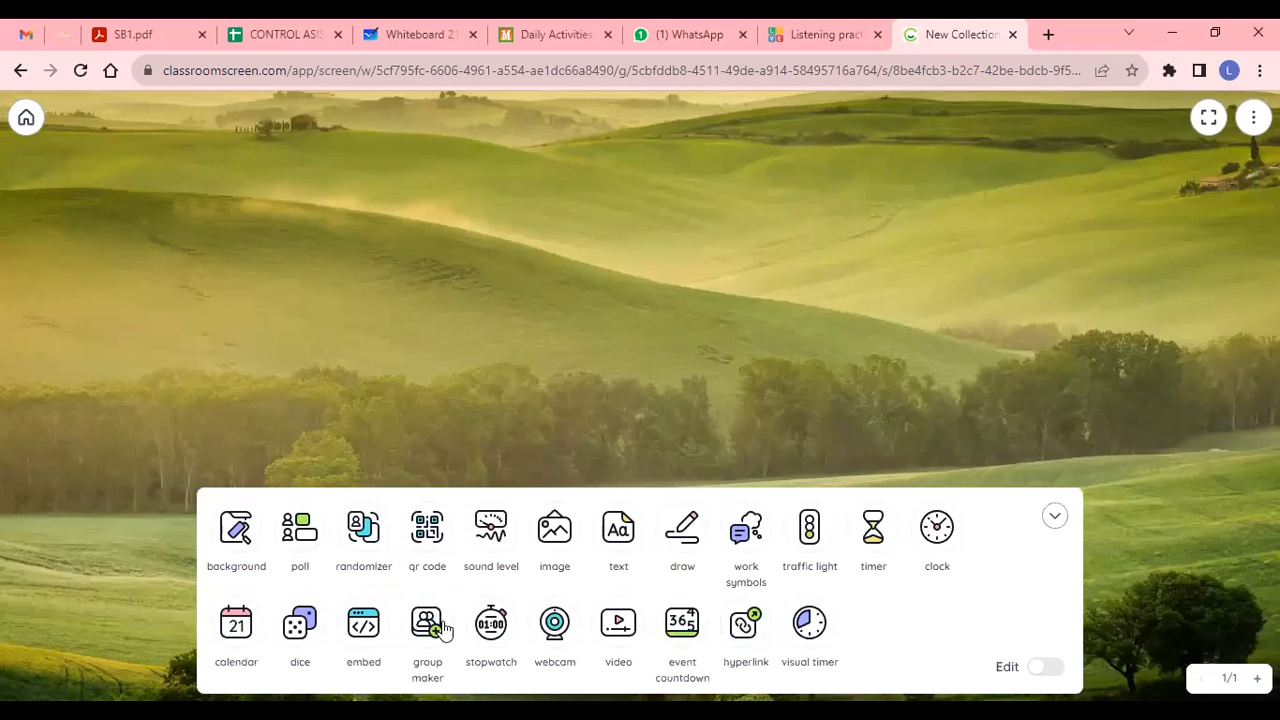 SB1.pdf
CONTROL ASIS
Whiteboard 21
Daily Activities
(1) WhatsApp
Listening pract
New Collection
classroomscreen.com/app/screen/w/5cf795fc-6606-4961-a554-ae1dc66a8490/g/5cbfddb8-4511-49de-a914-58495716a764/s/8be4fcb3-b2c7-42be-bdcb-9f5...
L
background
poll
randomizer
qr code
sound level
image
text
draw
work symbols
traffic light
timer
clock
calendar
dice
embed
group maker
stopwatch
webcam
video
event countdown
hyperlink
visual timer
Edit
1/1